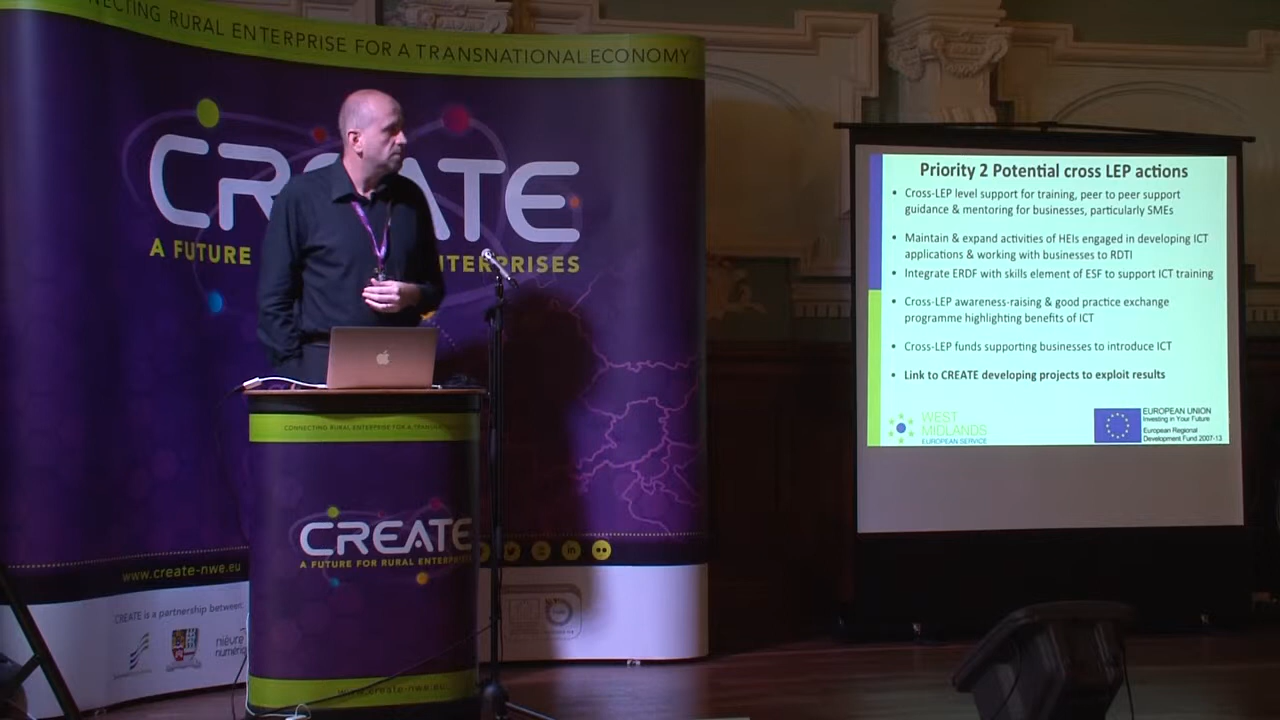 CONNECTING RURAL ENTERPRISE FOR A TRANSNATIONAL ECONOMY
CREATE
A FUTURE
ENTERPRISES
www.create-nwe.eu
CREATE is a partnership between:
nièvre
numériq
CONNECTING RURAL ENTERPRISE FOR A TRANSNAT
CREATE
A FUTURE FOR RURAL ENTERPRISES
www.create-nwe.eu
Priority 2 Potential cross LEP actions
• Cross-LEP level support for training, peer to peer support
guidance & mentoring for businesses, particularly SMEs
• Maintain & expand activities of HEIs engaged in developing ICT
applications & working with businesses to RDTI
• Integrate ERDF with skills element of ESF to support ICT training
• Cross-LEP awareness-raising & good practice exchange
programme highlighting benefits of ICT
• Cross-LEP funds supporting businesses to introduce ICT
• Link to CREATE developing projects to exploit results
WEST
MIDLANDS
EUROPEAN SERVICE
EUROPEAN UNION
Investing in Your Future
European Regional
Development Fund 2007-13